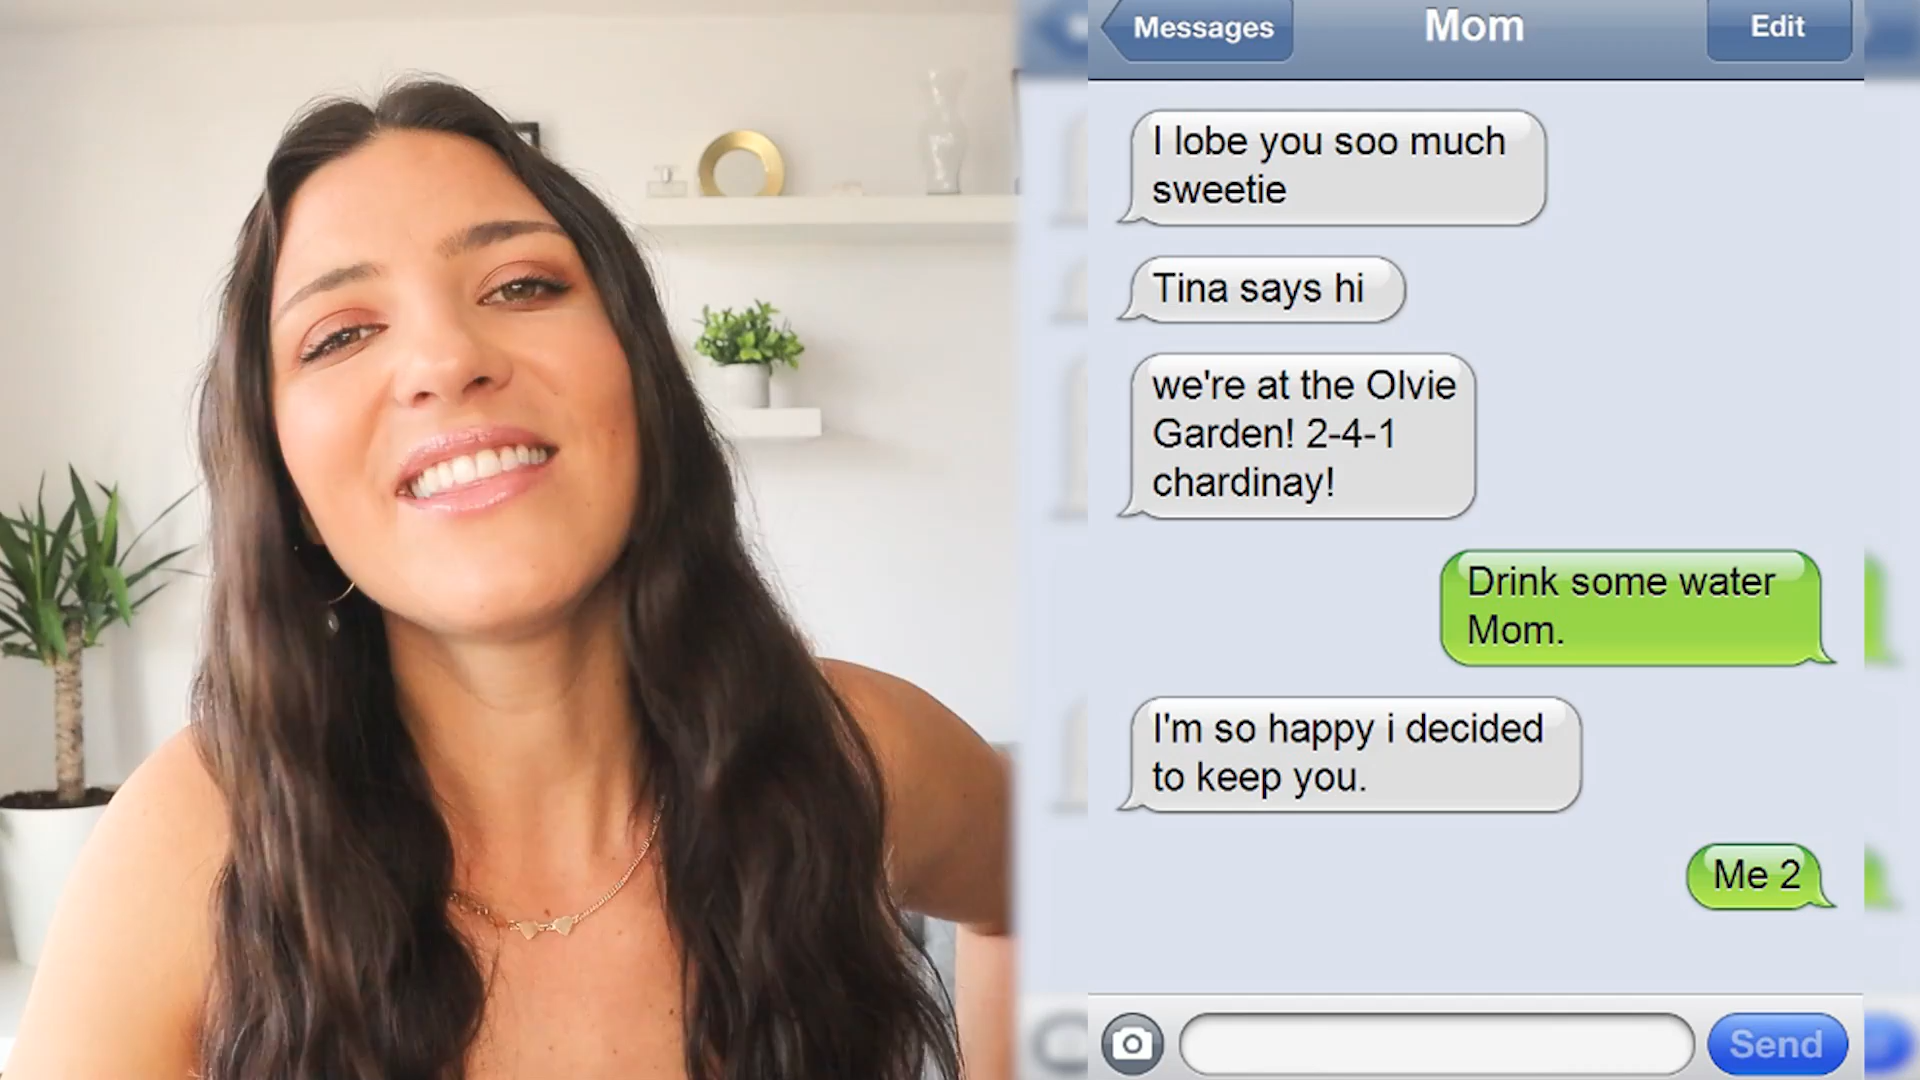 Messages
Mom
Edit
I lobe you soo much
sweetie
Tina says hi
we're at the Olvie
Garden! 2-4-1
chardinay!
Drink some water
Mom.
I'm so happy i decided
to keep you.
Me 2
Send